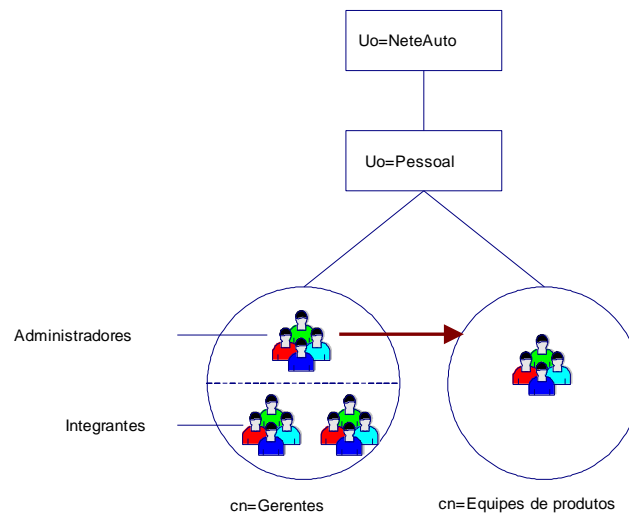 Uo=NeteAuto
Uo=Pessoal
Administradores
Integrantes
cn=Gerentes
cn=Equipes de produtos